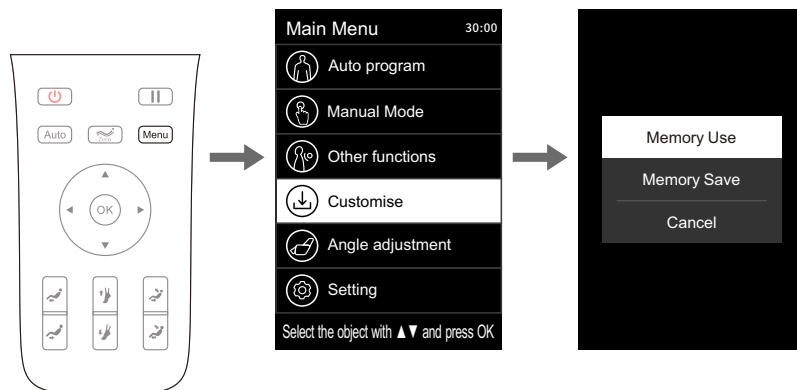 Auto
Zero
Menu
OK
Main Menu 30:00
Auto program
Manual Mode
Other functions
Customise
Angle adjustment
Setting
Select the object with ▲▼ and press OK
Memory Use
Memory Save
Cancel